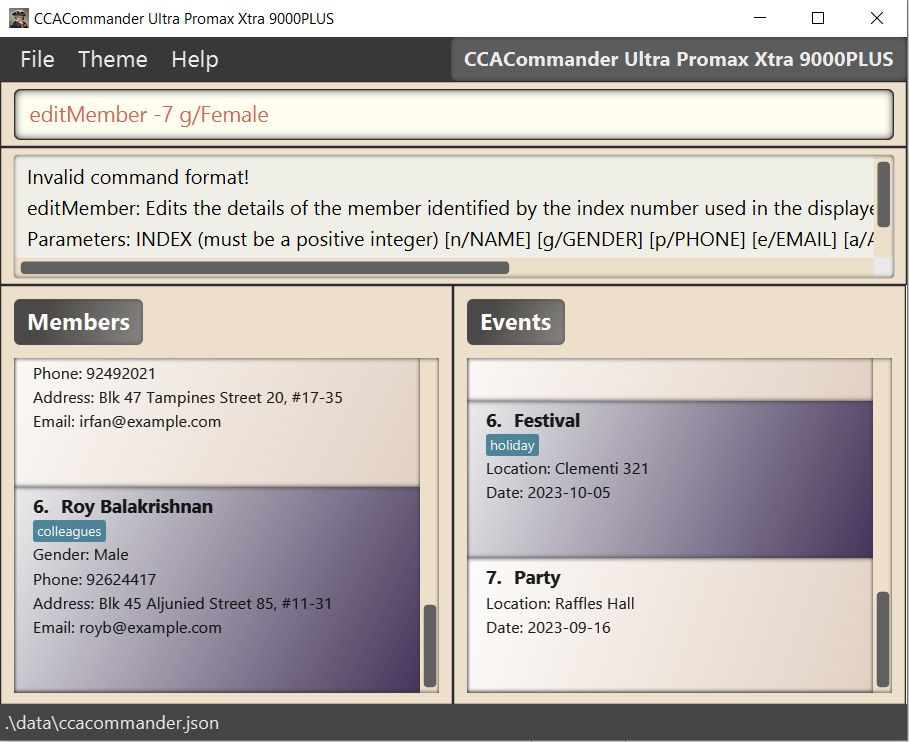 CCACommander Ultra Promax Xtra 9000PLUS
File Theme Help CCACommander Ultra Promax Xtra 9000PLUS
editMember -7 g/Female
Invalid command format!
editMember: Edits the details of the member identified by the index number used in the displaye
Parameters: INDEX (must be a positive integer) [n/NAME] [g/GENDER] [p/PHONE] [e/EMAIL] [a/A
Members
Phone: 92492021
Address: Blk 47 Tampines Street 20, #17-35
Email: irfan@example.com
6. Roy Balakrishnan
colleagues
Gender: Male
Phone: 92624417
Address: Blk 45 Aljunied Street 85, #11-31
Email: royb@example.com
Events
6. Festival
holiday
Location: Clementi 321
Date: 2023-10-05
7. Party
Location: Raffles Hall
Date: 2023-09-16
.\data\ccacommander.json